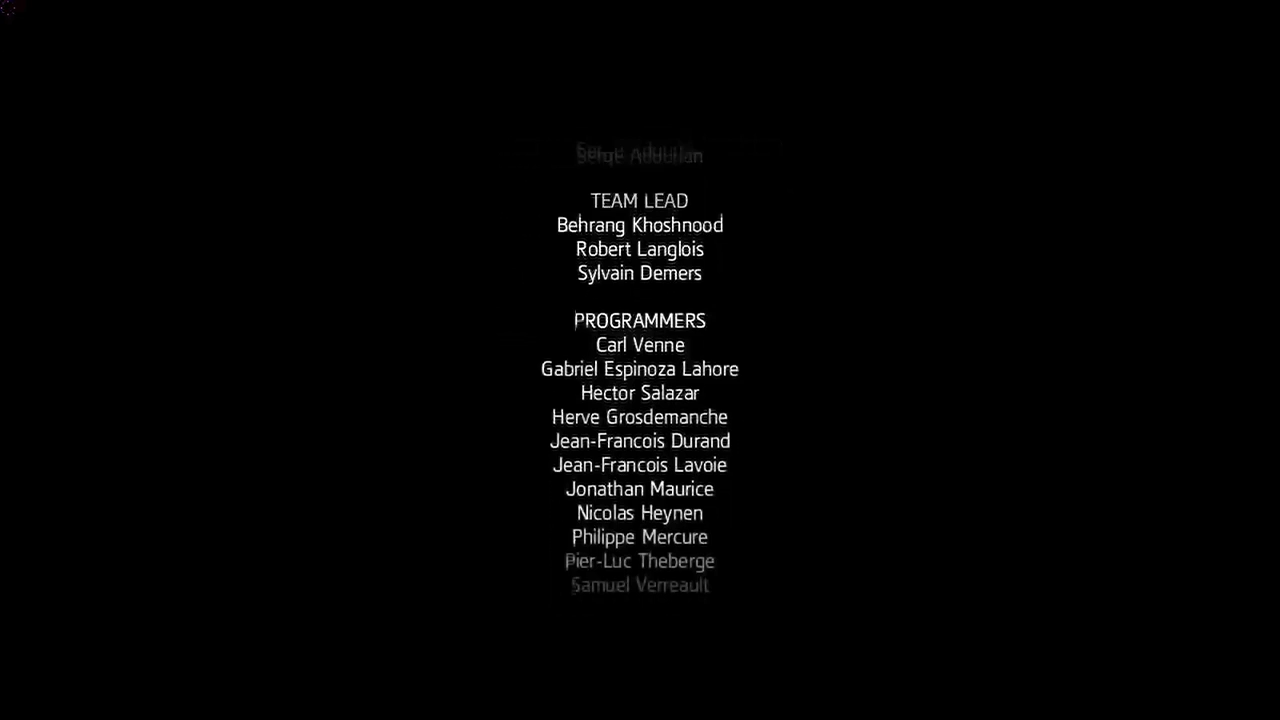 TEAM LEAD
Behrang Khoshnood
Robert Langlois
Sylvain Demers
PROGRAMMERS
Carl Venne
Gabriel Espinoza Lahore
Hector Salazar
Herve Grosdemanche
Jean-Francois Durand
Jean-Francois Lavoie
Jonathan Maurice
Nicolas Heynen
Philippe Mercure
Pier-Luc Theberge
Samuel Verreault